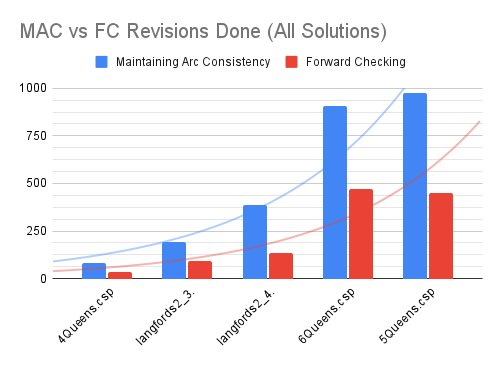 MAC vs FC Revisions Done (All Solutions)
Maintaining Arc Consistency
Forward Checking
1000
750
500
250
0
4Queens.csp
langfords2_3.
langfords2_4.
6Queens.csp
5Queens.csp